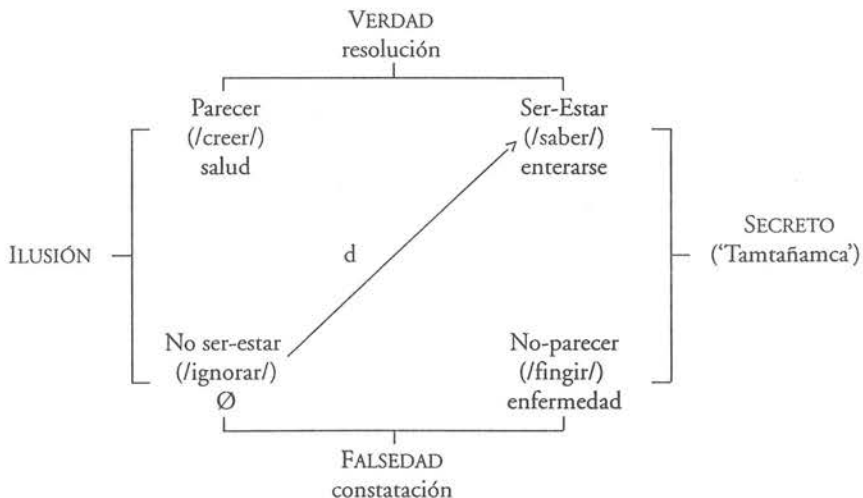 VERDAD
resolución
Parecer
(/creer/)
salud
Ser-Estar
(/saber/)
enterarse
ILUSIÓN
d
SECRETO
(‘Tamtañamca’)
No ser-estar
(/ignorar/)
Ø
No-parecer
(/fingir/)
enfermedad
FALSEDAD
constatación